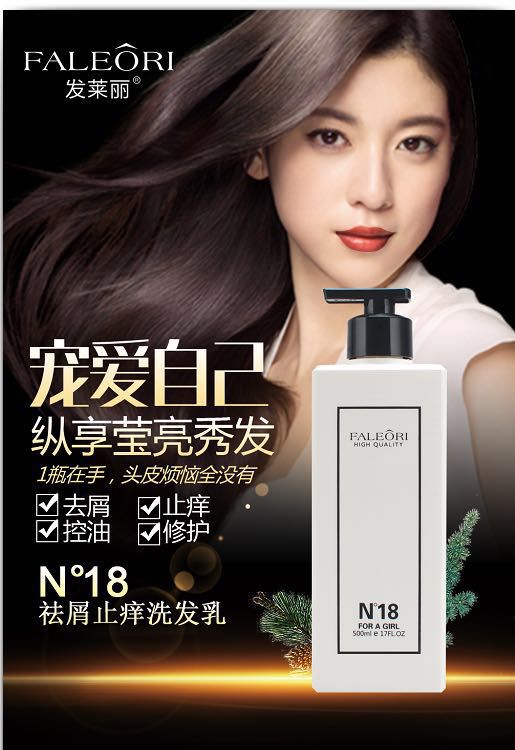 FALEÔRI
发莱丽®
宠爱自己
纵享莹亮秀发
1瓶在手，头皮烦恼全没有
去屑 止痒
控油 修护
N°18
祛屑止痒洗发乳
FALEÔRI
HIGH QUALITY
N°18
FOR A GIRL
500ml e 17FL.OZ